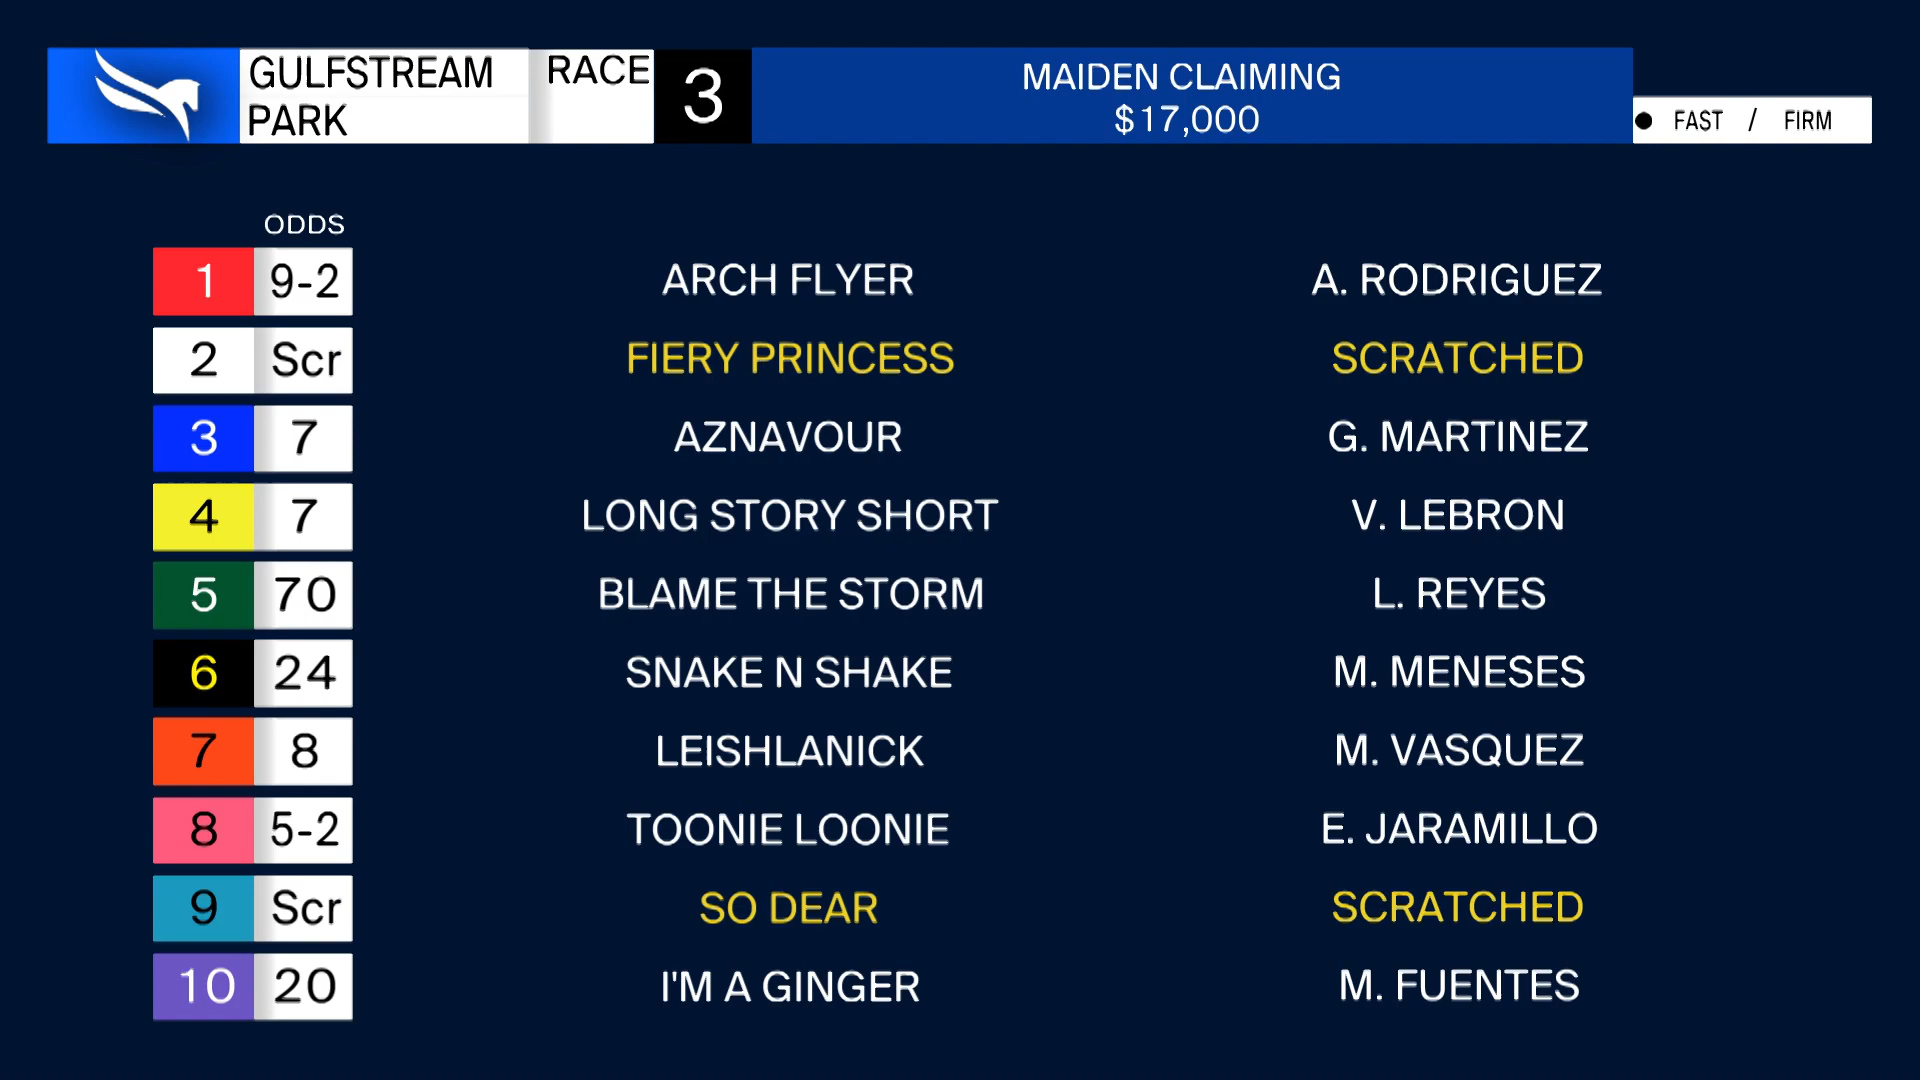 GULFSTREAM
PARK
RACE
3
MAIDEN CLAIMING
$17,000
FAST / FIRM
ODDS
1 9-2 ARCH FLYER A. RODRIGUEZ
2 Scr FIERY PRINCESS SCRATCHED
3 7 AZNAVOUR G. MARTINEZ
4 7 LONG STORY SHORT V. LEBRON
5 70 BLAME THE STORM L. REYES
6 24 SNAKE N SHAKE M. MENESES
7 8 LEISHLANICK M. VASQUEZ
8 5-2 TOONIE LOONIE E. JARAMILLO
9 Scr SO DEAR SCRATCHED
10 20 I'M A GINGER M. FUENTES